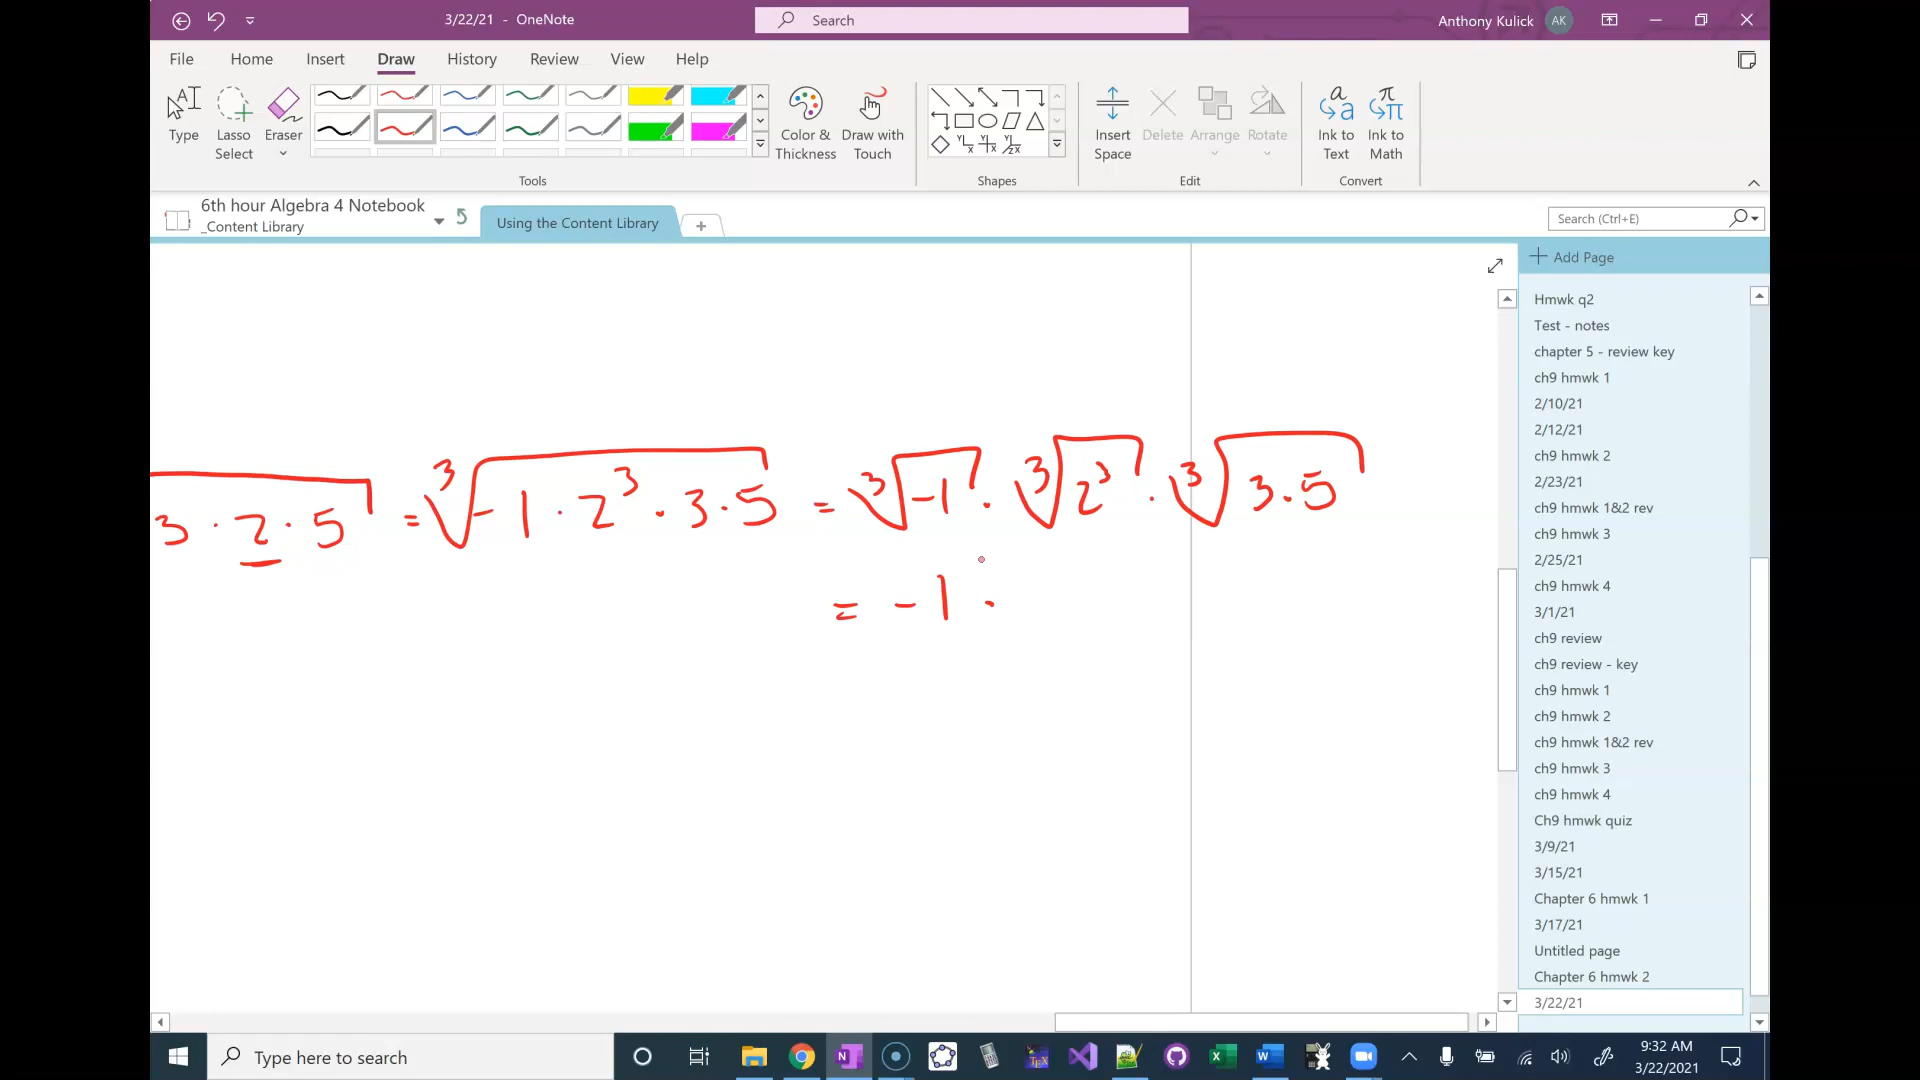 3/22/21 - OneNote
Search
Anthony Kulick AK
File Home Insert Draw History Review View Help
Type
Lasso Select
Eraser
Color & Thickness
Draw with Touch
Insert Space
Delete
Arrange
Rotate
Ink to Text
Ink to Math
Tools
Shapes
Edit
Convert
6th hour Algebra 4 Notebook
_Content Library
Using the Content Library
Search (Ctrl+E)
Add Page
3 · 2 · 5 = ∛(-1 · 2³ · 3 · 5) = ∛(-1) · ∛(2³) · ∛(3 · 5)
= -1 ·
Hmwk q2
Test - notes
chapter 5 - review key
ch9 hmwk 1
2/10/21
2/12/21
ch9 hmwk 2
2/23/21
ch9 hmwk 1&2 rev
ch9 hmwk 3
2/25/21
ch9 hmwk 4
3/1/21
ch9 review
ch9 review - key
ch9 hmwk 1
ch9 hmwk 2
ch9 hmwk 1&2 rev
ch9 hmwk 3
ch9 hmwk 4
Ch9 hmwk quiz
3/9/21
3/15/21
Chapter 6 hmwk 1
3/17/21
Untitled page
Chapter 6 hmwk 2
3/22/21
Type here to search
9:32 AM
3/22/2021